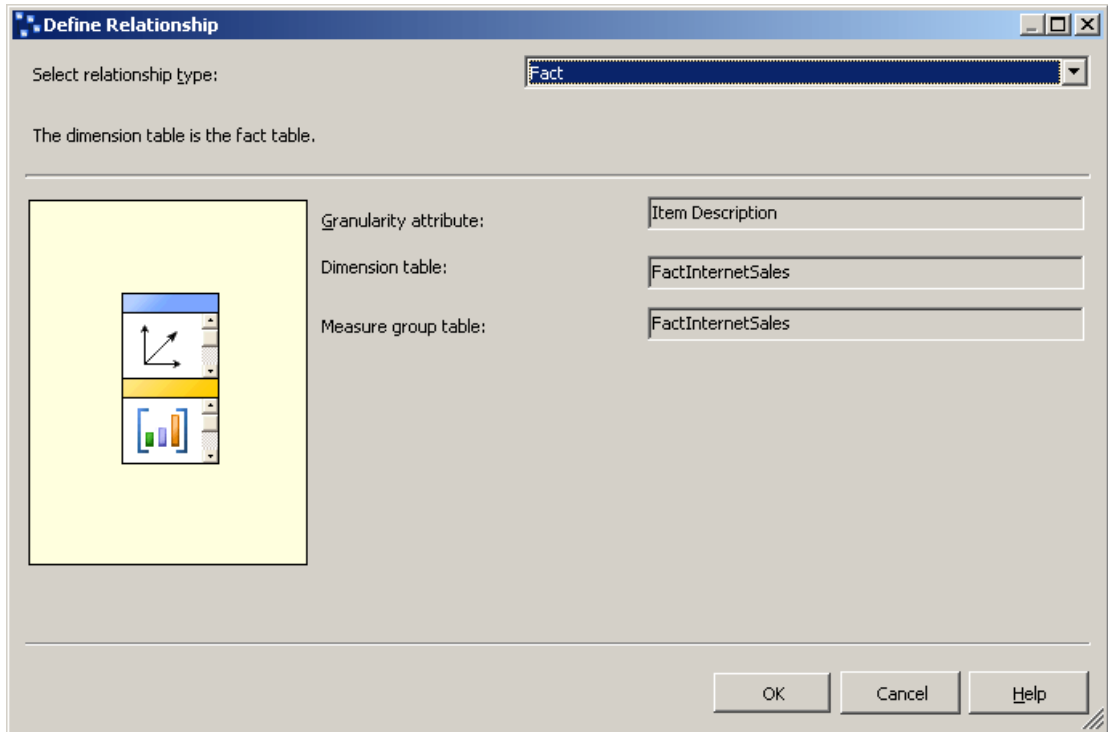 Define Relationship
Select relationship type:
Fact
The dimension table is the fact table.
Granularity attribute:
Item Description
Dimension table:
FactInternetSales
Measure group table:
FactInternetSales
OK
Cancel
Help